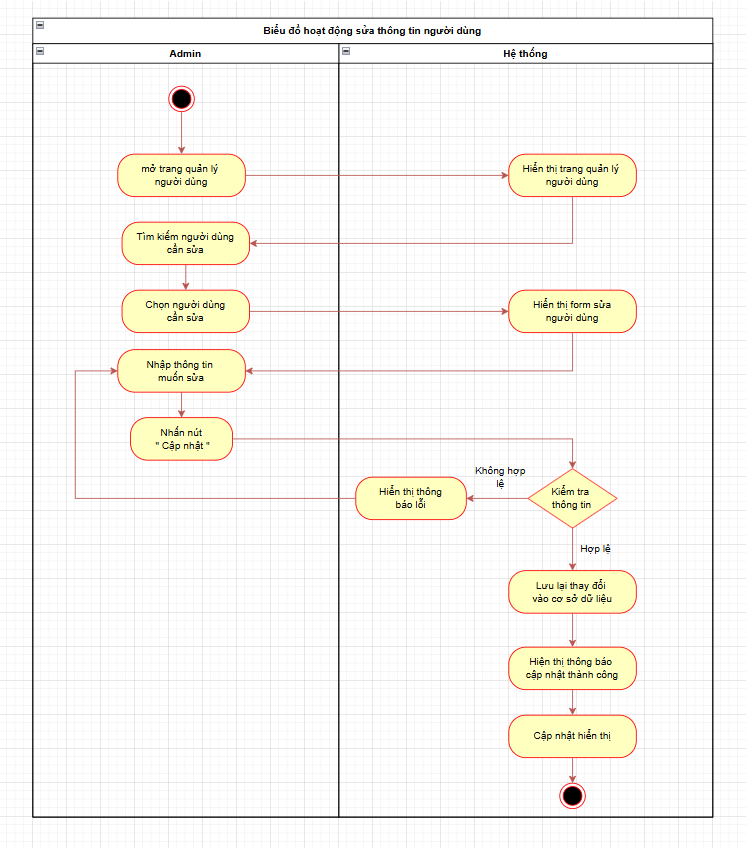 Biểu đồ hoạt động sửa thông tin người dùng
Admin
Hệ thống
mở trang quản lý
người dùng
Hiển thị trang quản lý
người dùng
Tìm kiếm người dùng
cần sửa
Chọn người dùng
cần sửa
Hiển thị form sửa
người dùng
Nhập thông tin
muốn sửa
Nhấn nút
" Cập nhật "
Không hợp
lệ
Kiểm tra
thông tin
Hiển thị thông
báo lỗi
Hợp lệ
Lưu lại thay đổi
vào cơ sở dữ liệu
Hiện thị thông báo
cập nhật thành công
Cập nhật hiển thị